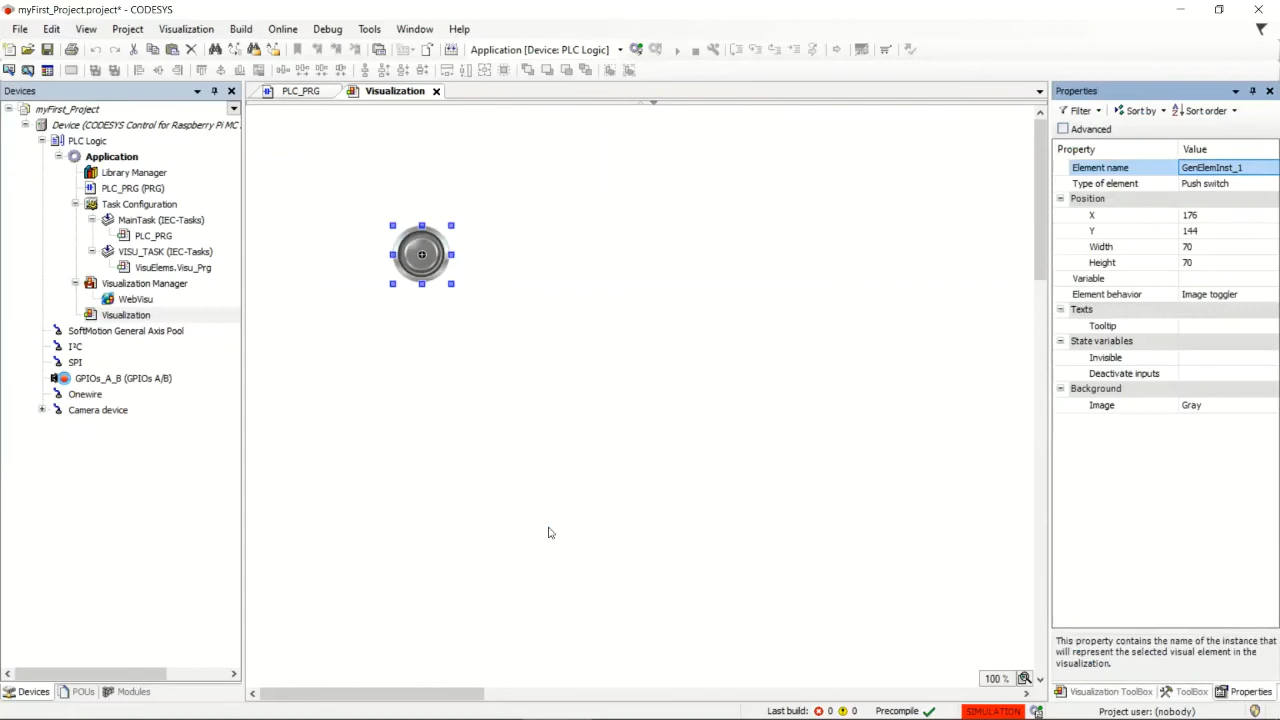 myFirst_Project.project* - CODESYS
File Edit View Project Visualization Build Online Debug Tools Window Help
Application [Device: PLC Logic]
Devices
myFirst_Project
Device (CODESYS Control for Raspberry Pi MC
PLC Logic
Application
Library Manager
PLC_PRG (PRG)
Task Configuration
MainTask (IEC-Tasks)
PLC_PRG
VISU_TASK (IEC-Tasks)
VisuElems.Visu_Prg
Visualization Manager
WebVisu
Visualization
SoftMotion General Axis Pool
I²C
SPI
GPIOs_A_B (GPIOs A/B)
Onewire
Camera device
Devices POUs Modules
PLC_PRG Visualization
100 %
Properties
Filter Sort by Sort order
Advanced
Property Value
Element name GenElemInst_1
Type of element Push switch
Position
X 176
Y 144
Width 70
Height 70
Variable
Element behavior Image toggler
Texts
Tooltip
State variables
Invisible
Deactivate inputs
Background
Image Gray
This property contains the name of the instance that
will represent the selected visual element in the
visualization.
Visualization ToolBox ToolBox Properties
Last build: 0 0 Precompile SIMULATION Project user: (nobody)